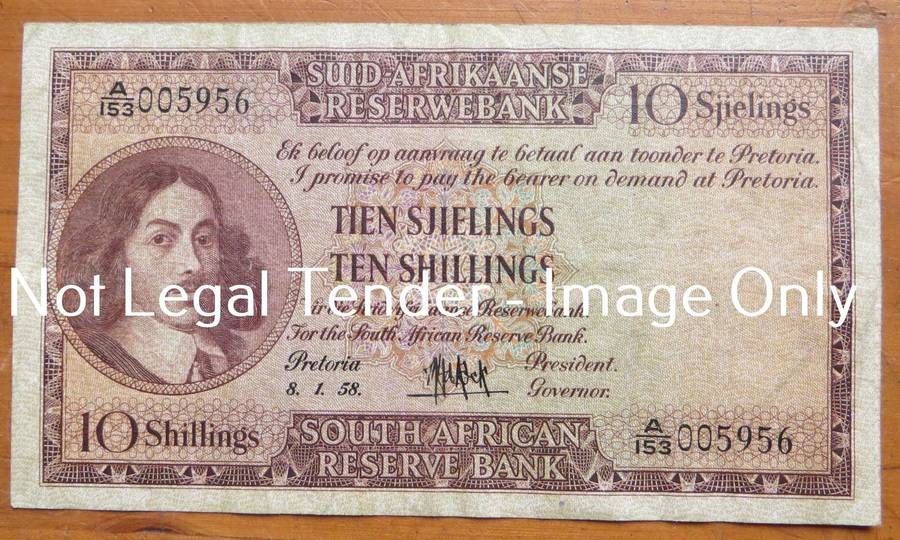 SUID-AFRIKAANSE
RESERWEBANK
A/153 005956
10 Sjielings
Ek beloof op aanvraag te betaal aan toonder te Pretoria.
I promise to pay the bearer on demand at Pretoria.
TIEN SJIELINGS
TEN SHILLINGS
Not Legal Tender - Image Only
Reserwebank.
For the South African Reserve Bank.
Pretoria
President.
8. 1. 58.
Governor.
10 Shillings
SOUTH AFRICAN
RESERVE BANK
A/153 005956